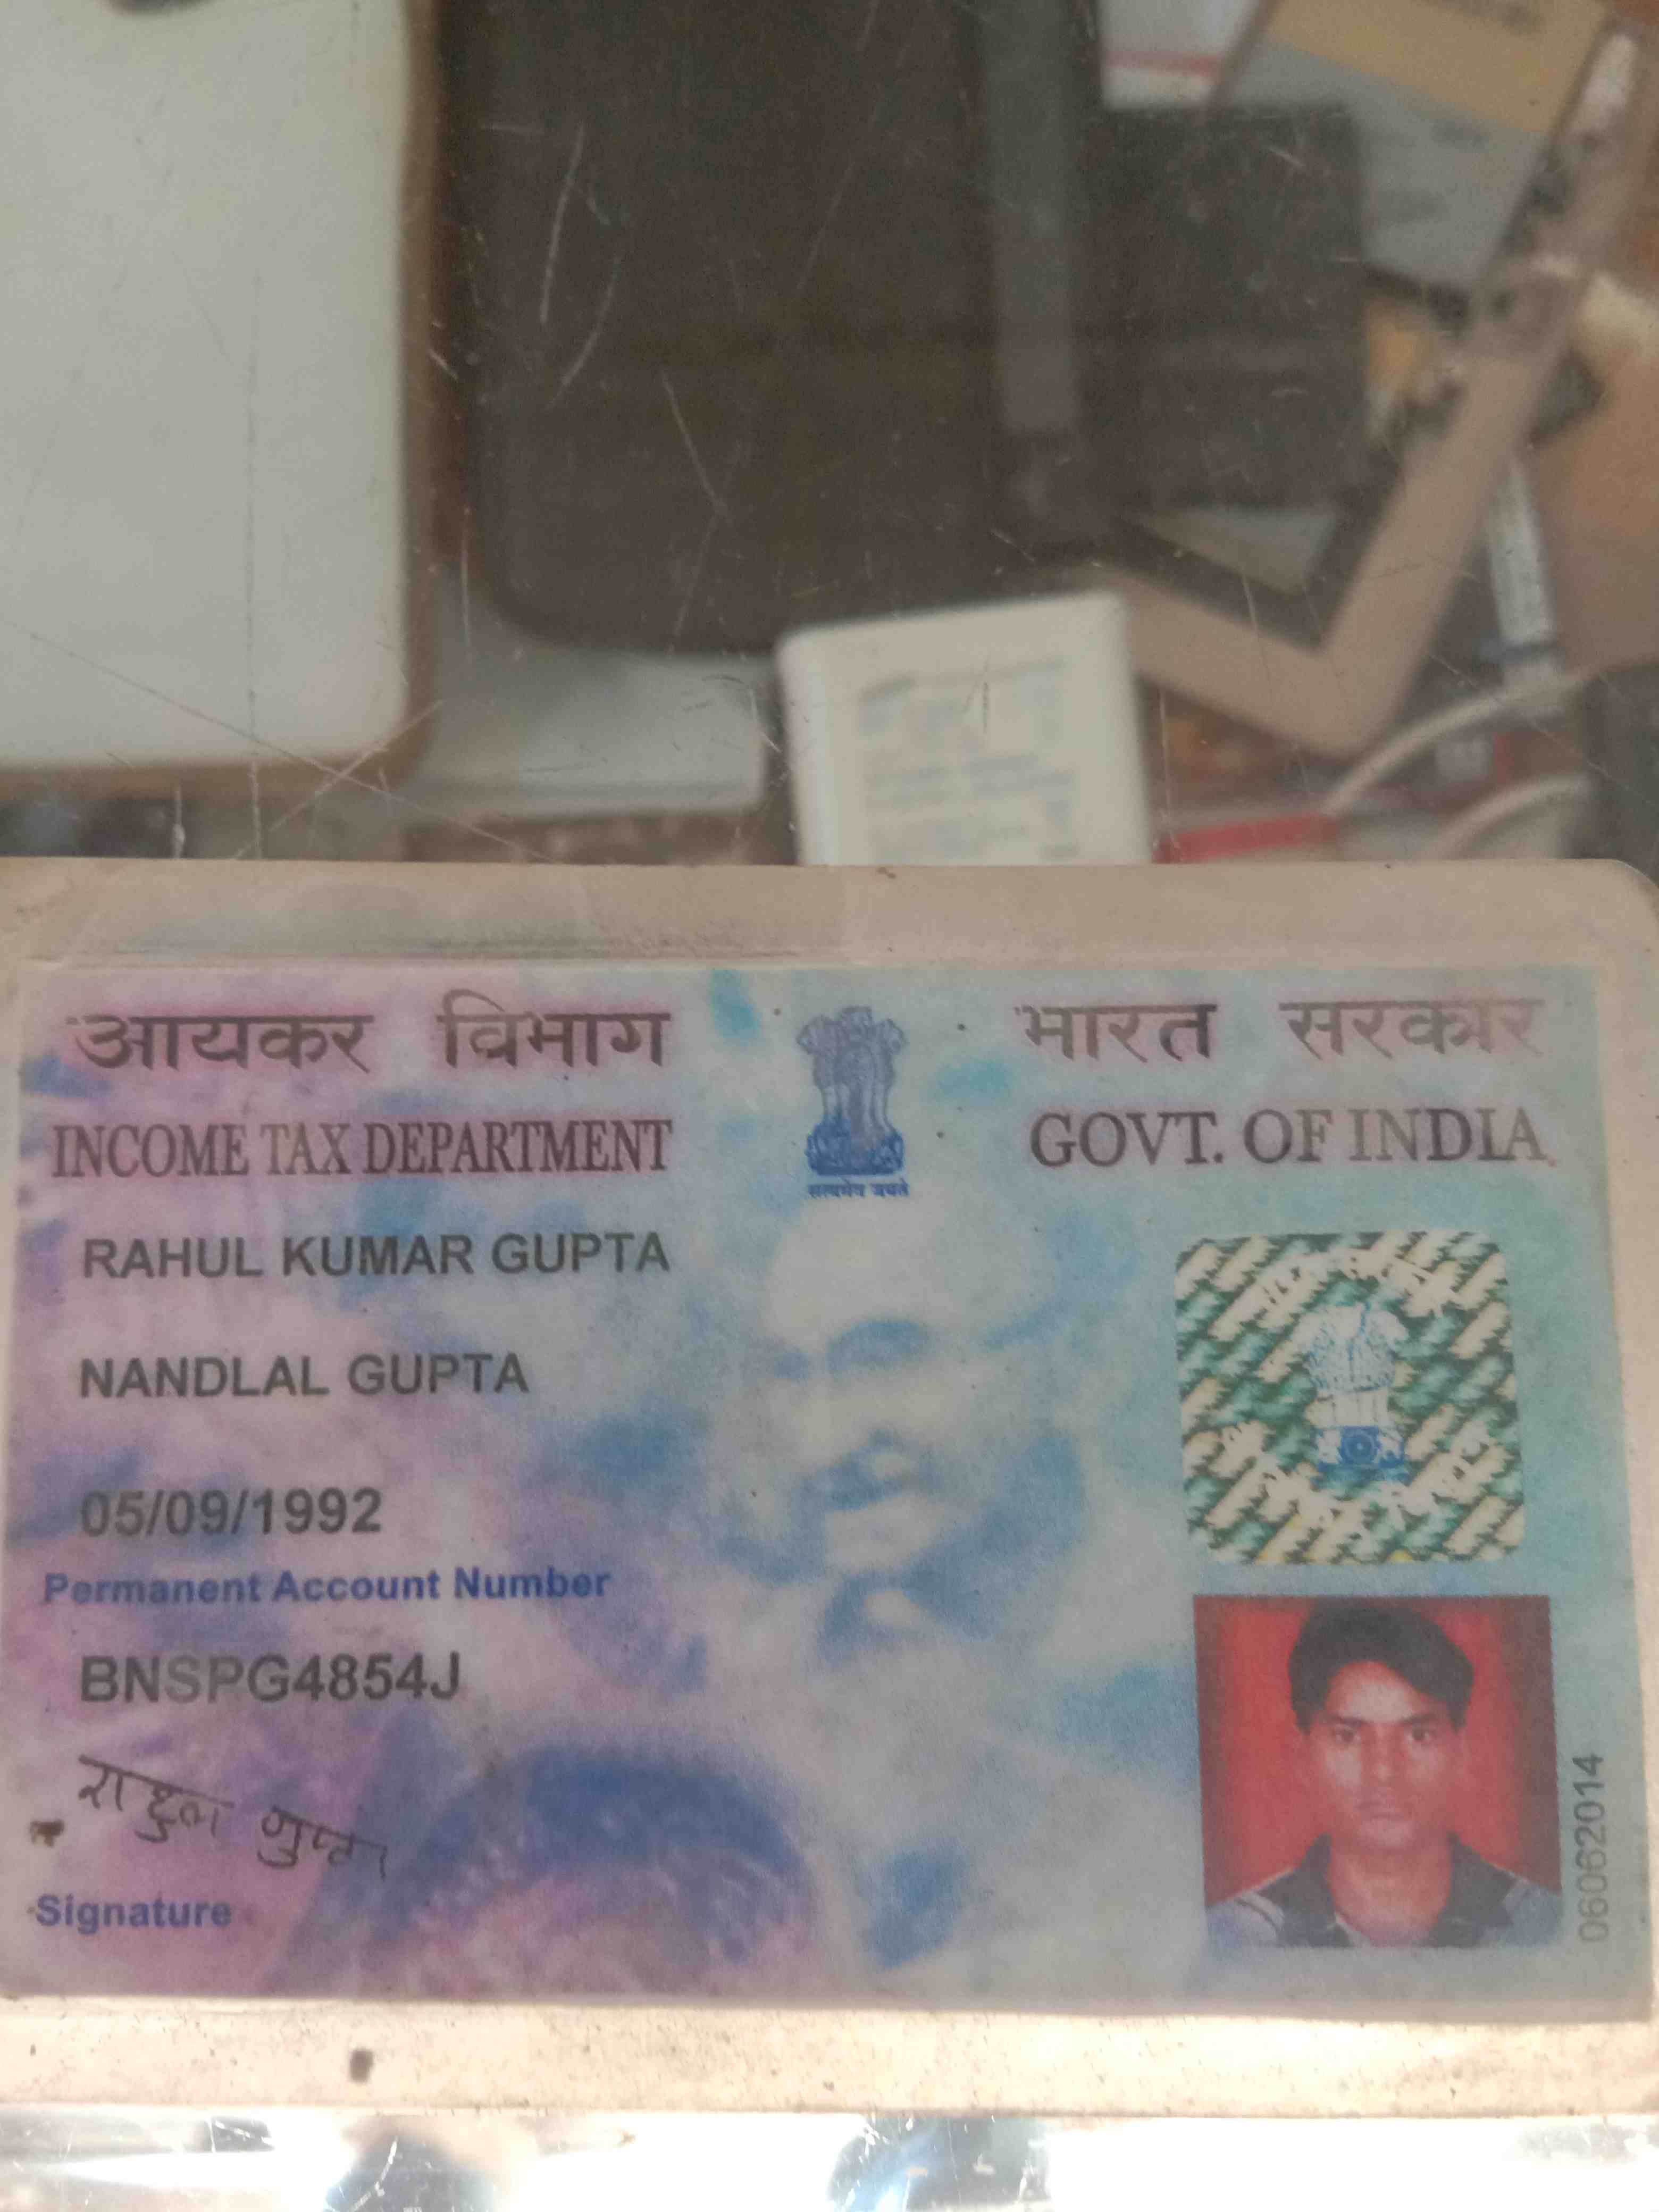 आयकर विभाग
INCOME TAX DEPARTMENT
सत्यमेव जयते
भारत सरकार
GOVT. OF INDIA
RAHUL KUMAR GUPTA
NANDLAL GUPTA
05/09/1992
Permanent Account Number
BNSPG4854J
राहुल गुप्ता
Signature
06062014